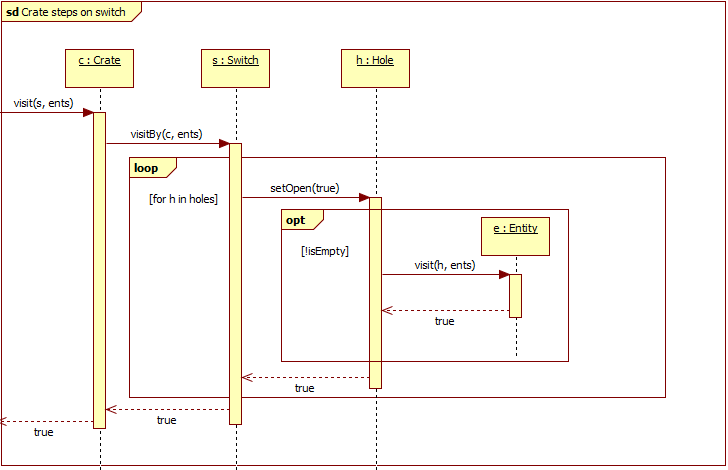 sd Crate steps on switch
c : Crate
s : Switch
h : Hole
visit(s, ents)
visitBy(c, ents)
loop
[for h in holes]
setOpen(true)
opt
e : Entity
[!isEmpty]
visit(h, ents)
true
true
true
true